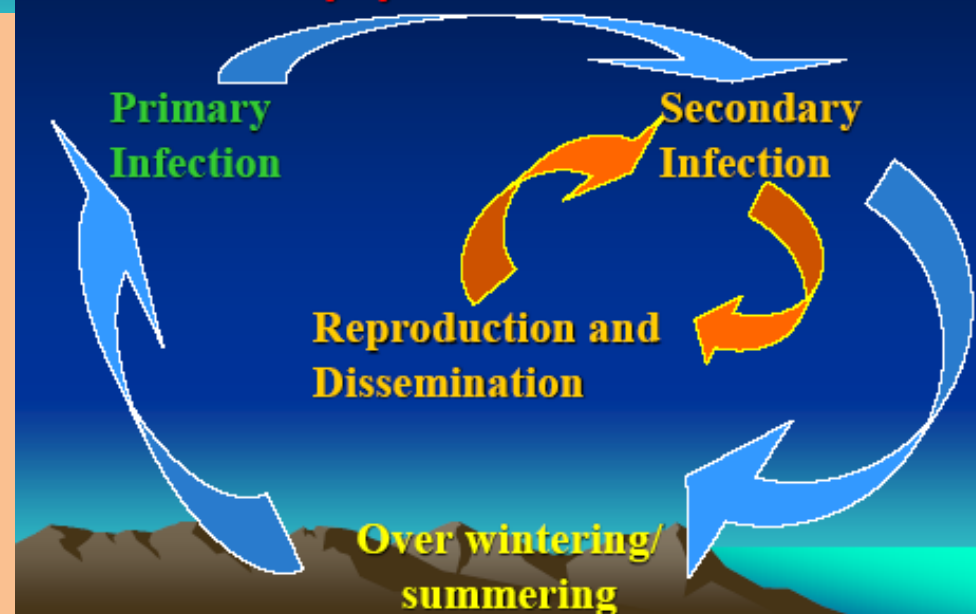 Primary
Infection
Secondary
Infection
Reproduction and
Dissemination
Over wintering/
summering